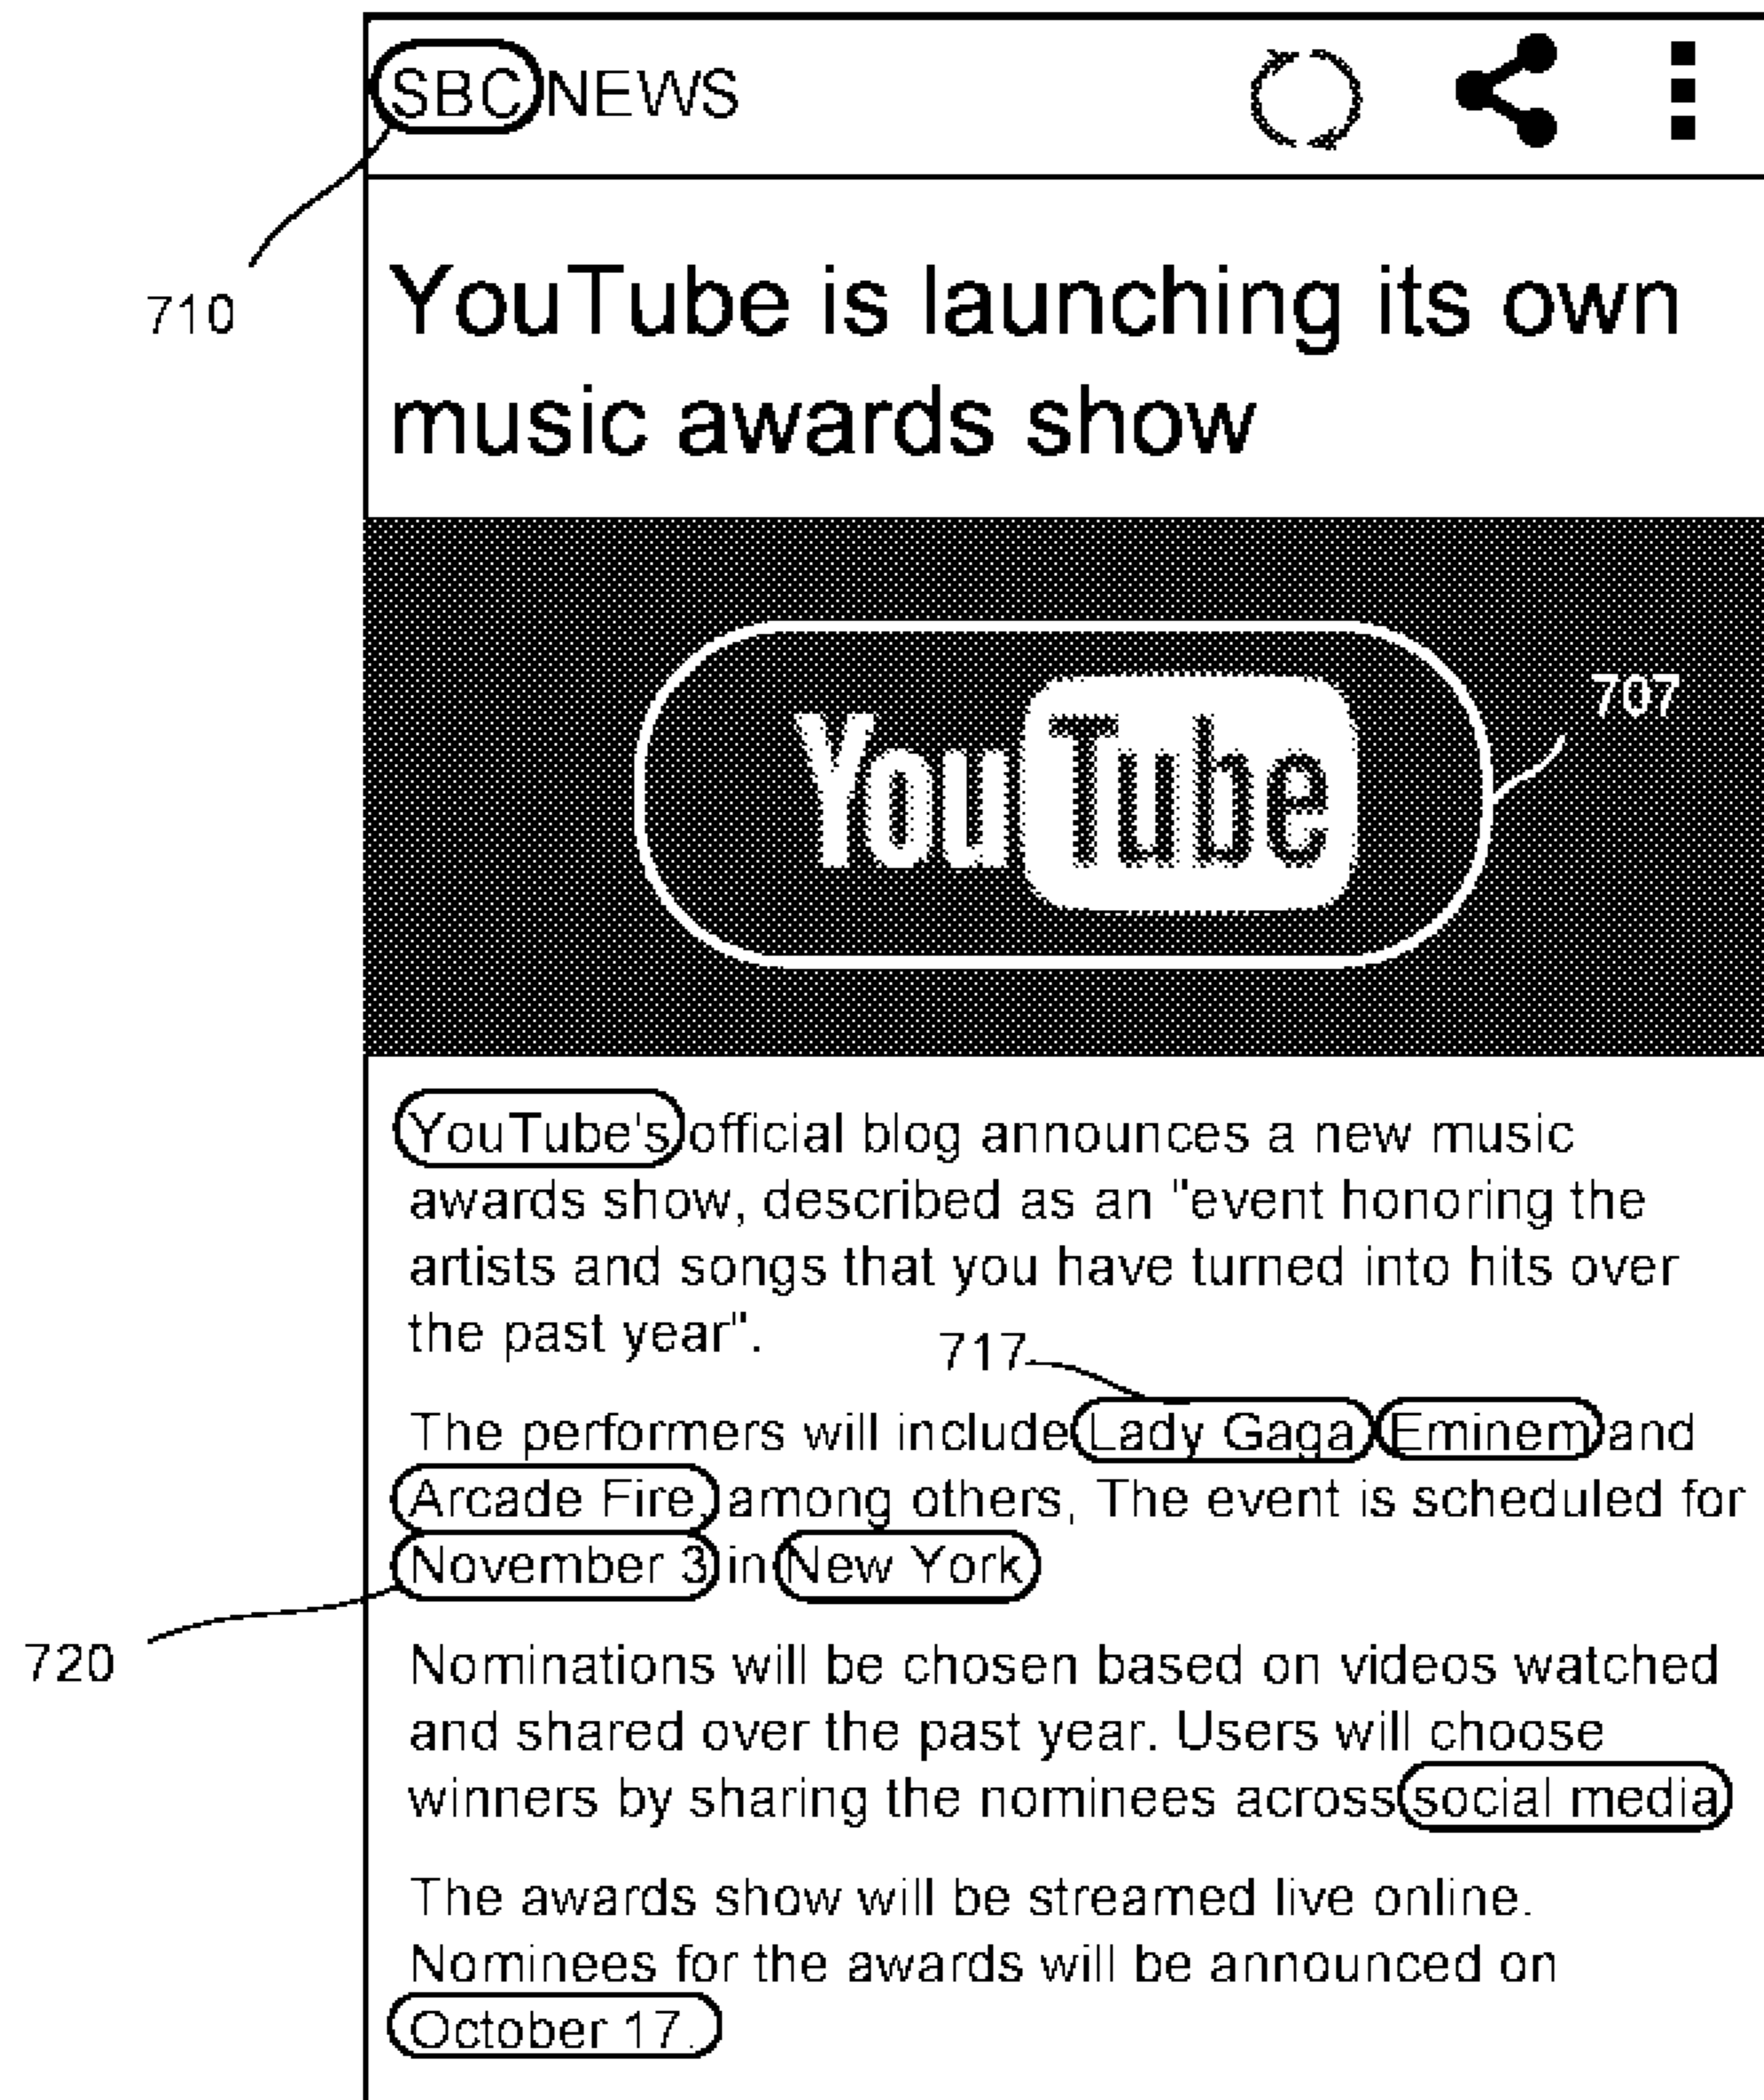 SBC NEWS
710
YouTube is launching its own
music awards show
707
YouTube
YouTube's official blog announces a new music
awards show, described as an "event honoring the
artists and songs that you have turned into hits over
the past year".
717
The performers will include Lady Gaga Eminem and
Arcade Fire, among others, The event is scheduled for
November 3 in New York
720
Nominations will be chosen based on videos watched
and shared over the past year. Users will choose
winners by sharing the nominees across social media
The awards show will be streamed live online.
Nominees for the awards will be announced on
October 17.